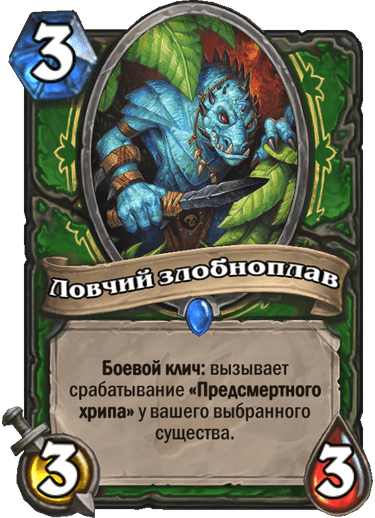 3
Ловчий злобноплав
Боевой клич: вызывает
срабатывание «Предсмертного
хрипа» у вашего выбранного
существа.
3
3